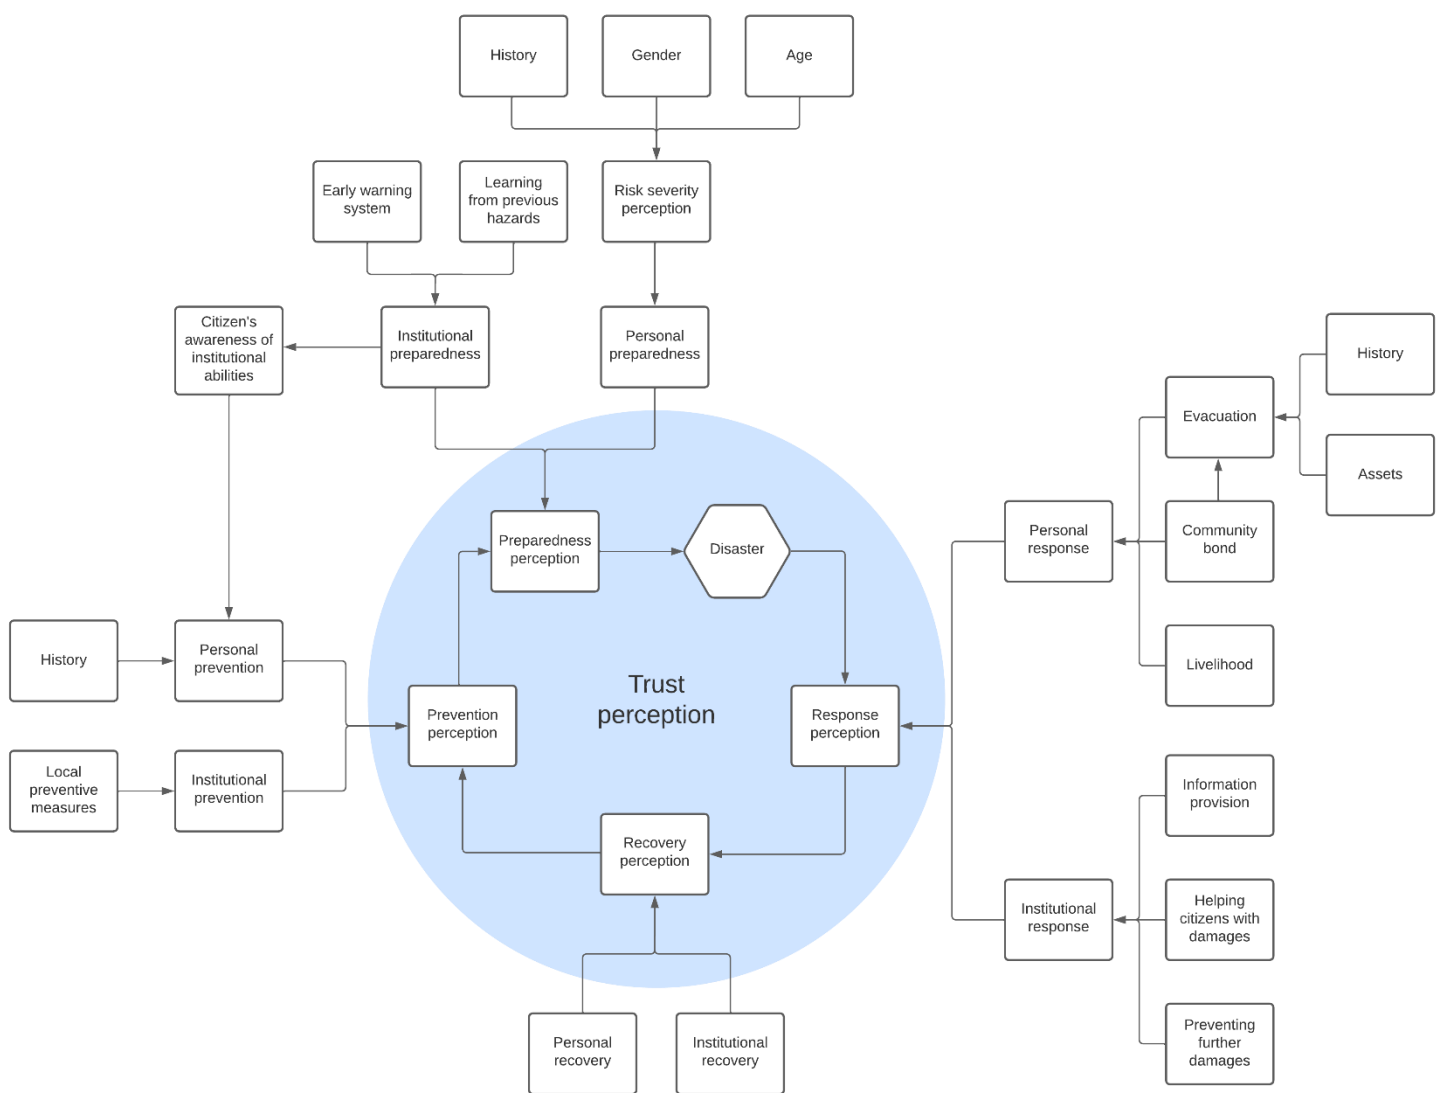 History
Gender
Age
Early warning
system
Learning
from previous
hazards
Risk severity
perception
Citizen's
awareness of
institutional
abilities
Institutional
preparedness
Personal
preparedness
History
Evacuation
Assets
Preparedness
perception
Disaster
Personal
response
Community
bond
History
Personal
prevention
Livelihood
Trust
perception
Prevention
perception
Response
perception
Local
preventive
measures
Institutional
prevention
Information
provision
Recovery
perception
Institutional
response
Helping
citizens with
damages
Personal
recovery
Institutional
recovery
Preventing
further
damages